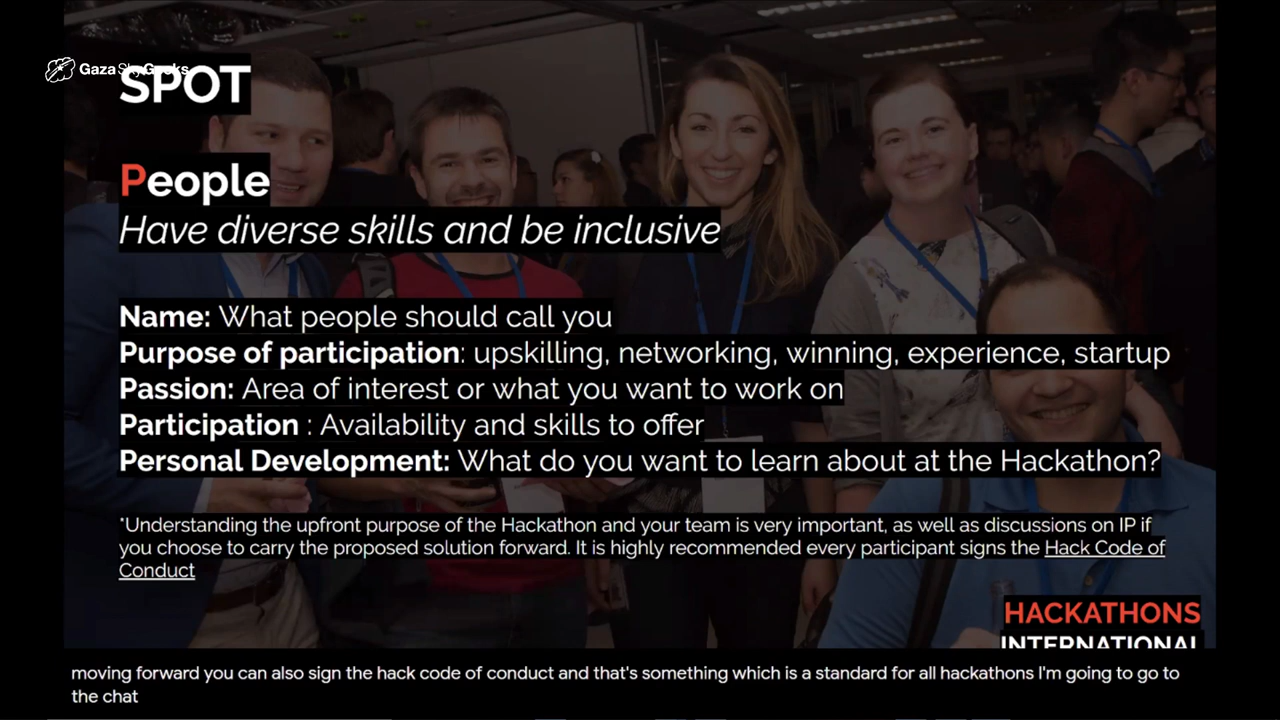 Gaza Sky Geeks
SPOT
People
Have diverse skills and be inclusive
Name: What people should call you
Purpose of participation: upskilling, networking, winning, experience, startup
Passion: Area of interest or what you want to work on
Participation : Availability and skills to offer
Personal Development: What do you want to learn about at the Hackathon?
*Understanding the upfront purpose of the Hackathon and your team is very important, as well as discussions on IP if
you choose to carry the proposed solution forward. It is highly recommended every participant signs the Hack Code of
Conduct
HACKATHONS
INTERNATIONAL
moving forward you can also sign the hack code of conduct and that's something which is a standard for all hackathons I'm going to go to
the chat